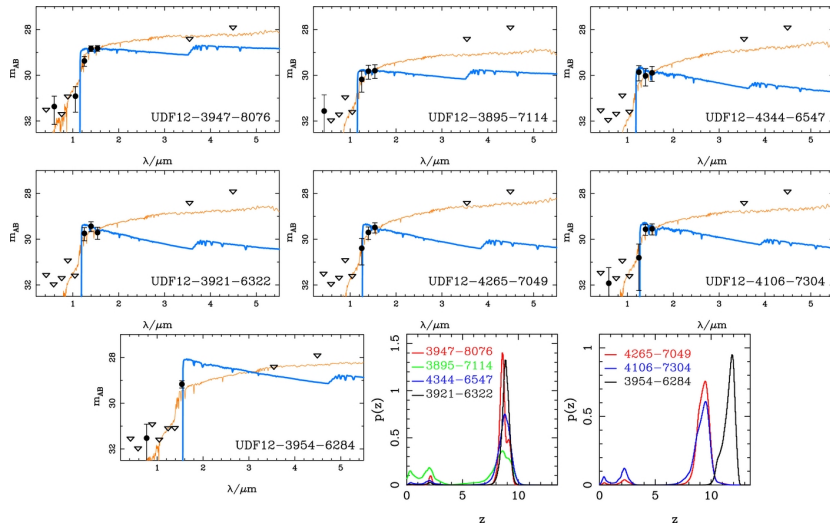 28
30
32
m_AB
UDF12-3947-8076
1 2 3 4 5
λ/μm
28
30
32
UDF12-3895-7114
1 2 3 4 5
λ/μm
28
30
32
UDF12-4344-6547
1 2 3 4 5
λ/μm
28
30
32
m_AB
UDF12-3921-6322
1 2 3 4 5
λ/μm
28
30
32
UDF12-4265-7049
1 2 3 4 5
λ/μm
28
30
32
UDF12-4106-7304
1 2 3 4 5
λ/μm
28
30
32
m_AB
UDF12-3954-6284
1 2 3 4 5
λ/μm
p(z)
0 0.5 1 1.5
3947-8076
3895-7114
4344-6547
3921-6322
0 5 10
z
p(z)
0 0.5 1
4265-7049
4106-7304
3954-6284
0 5 10
z